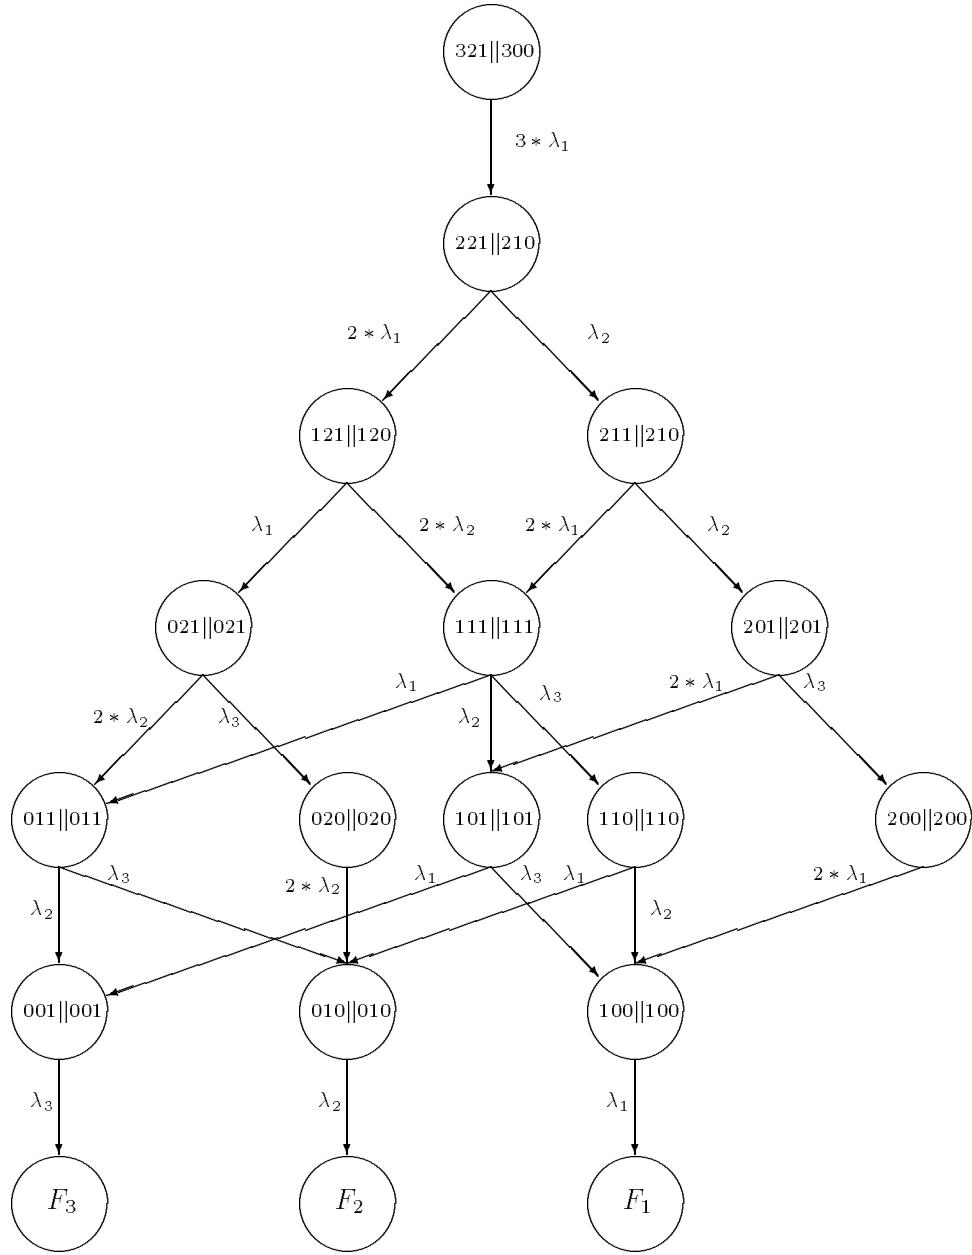 321||300
3 * λ₁
221||210
2 * λ₁ λ₂
121||120 211||210
λ₁ 2 * λ₂ 2 * λ₁ λ₂
021||021 111||111 201||201
λ₁ 2 * λ₁ λ₃
λ₃
2 * λ₂ λ₃ λ₂
011||011 020||020 101||101 110||110 200||200
λ₃ λ₁ λ₃ λ₁ 2 * λ₁
2 * λ₂
λ₂ λ₂
001||001 010||010 100||100
λ₃ λ₂ λ₁
F₃ F₂ F₁